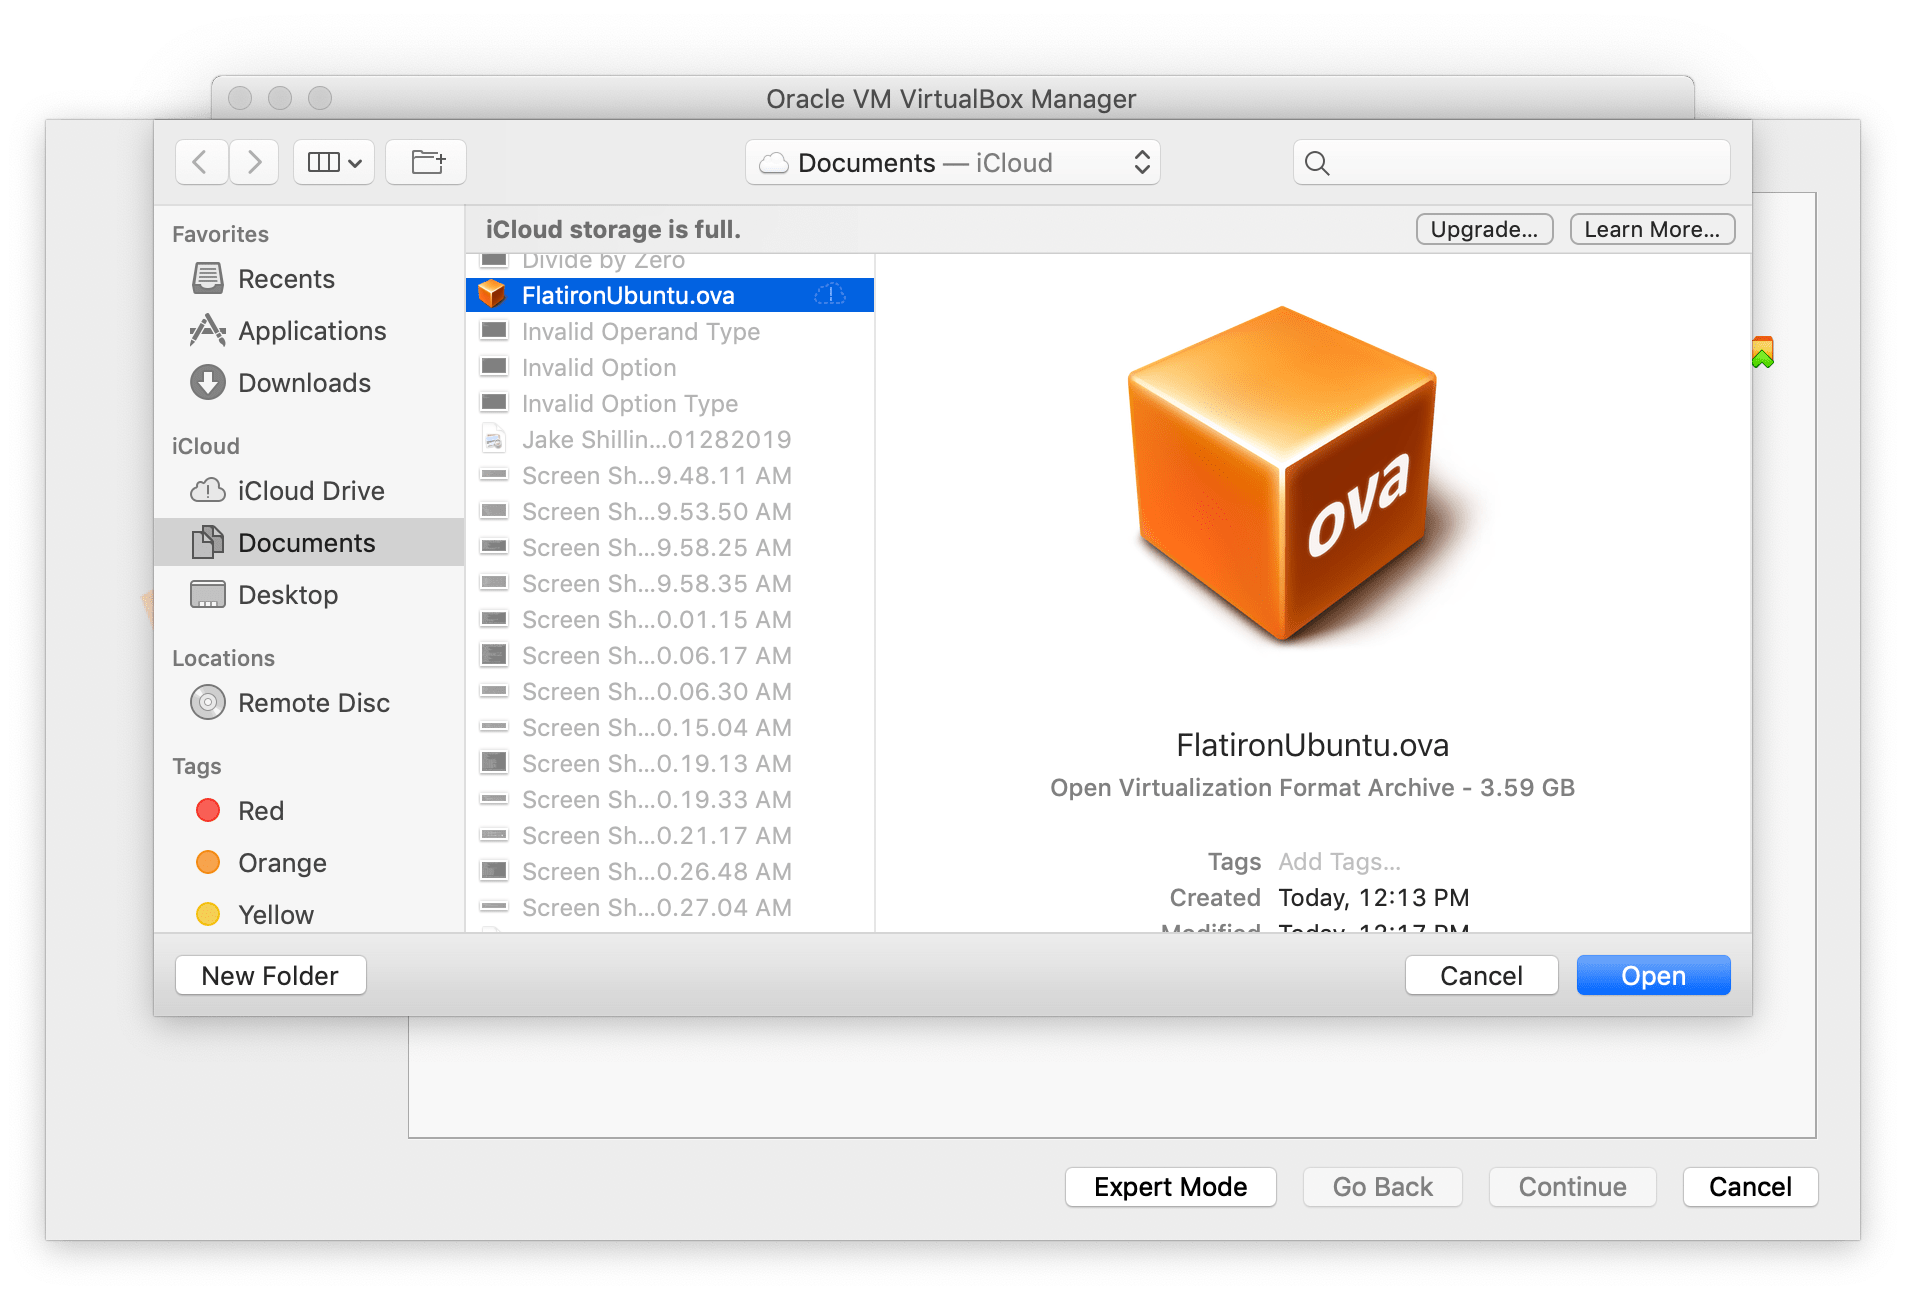 Oracle VM VirtualBox Manager
Documents — iCloud
iCloud storage is full.
Upgrade...
Learn More...
Favorites
Recents
Applications
Downloads
iCloud
iCloud Drive
Documents
Desktop
Locations
Remote Disc
Tags
Red
Orange
Yellow
Divide by Zero
FlatironUbuntu.ova
Invalid Operand Type
Invalid Option
Invalid Option Type
Jake Shillin...01282019
Screen Sh...9.48.11 AM
Screen Sh...9.53.50 AM
Screen Sh...9.58.25 AM
Screen Sh...9.58.35 AM
Screen Sh...0.01.15 AM
Screen Sh...0.06.17 AM
Screen Sh...0.06.30 AM
Screen Sh...0.15.04 AM
Screen Sh...0.19.13 AM
Screen Sh...0.19.33 AM
Screen Sh...0.21.17 AM
Screen Sh...0.26.48 AM
Screen Sh...0.27.04 AM
ova
FlatironUbuntu.ova
Open Virtualization Format Archive - 3.59 GB
Tags Add Tags...
Created Today, 12:13 PM
Modified Today, 12:17 PM
New Folder
Cancel
Open
Expert Mode
Go Back
Continue
Cancel